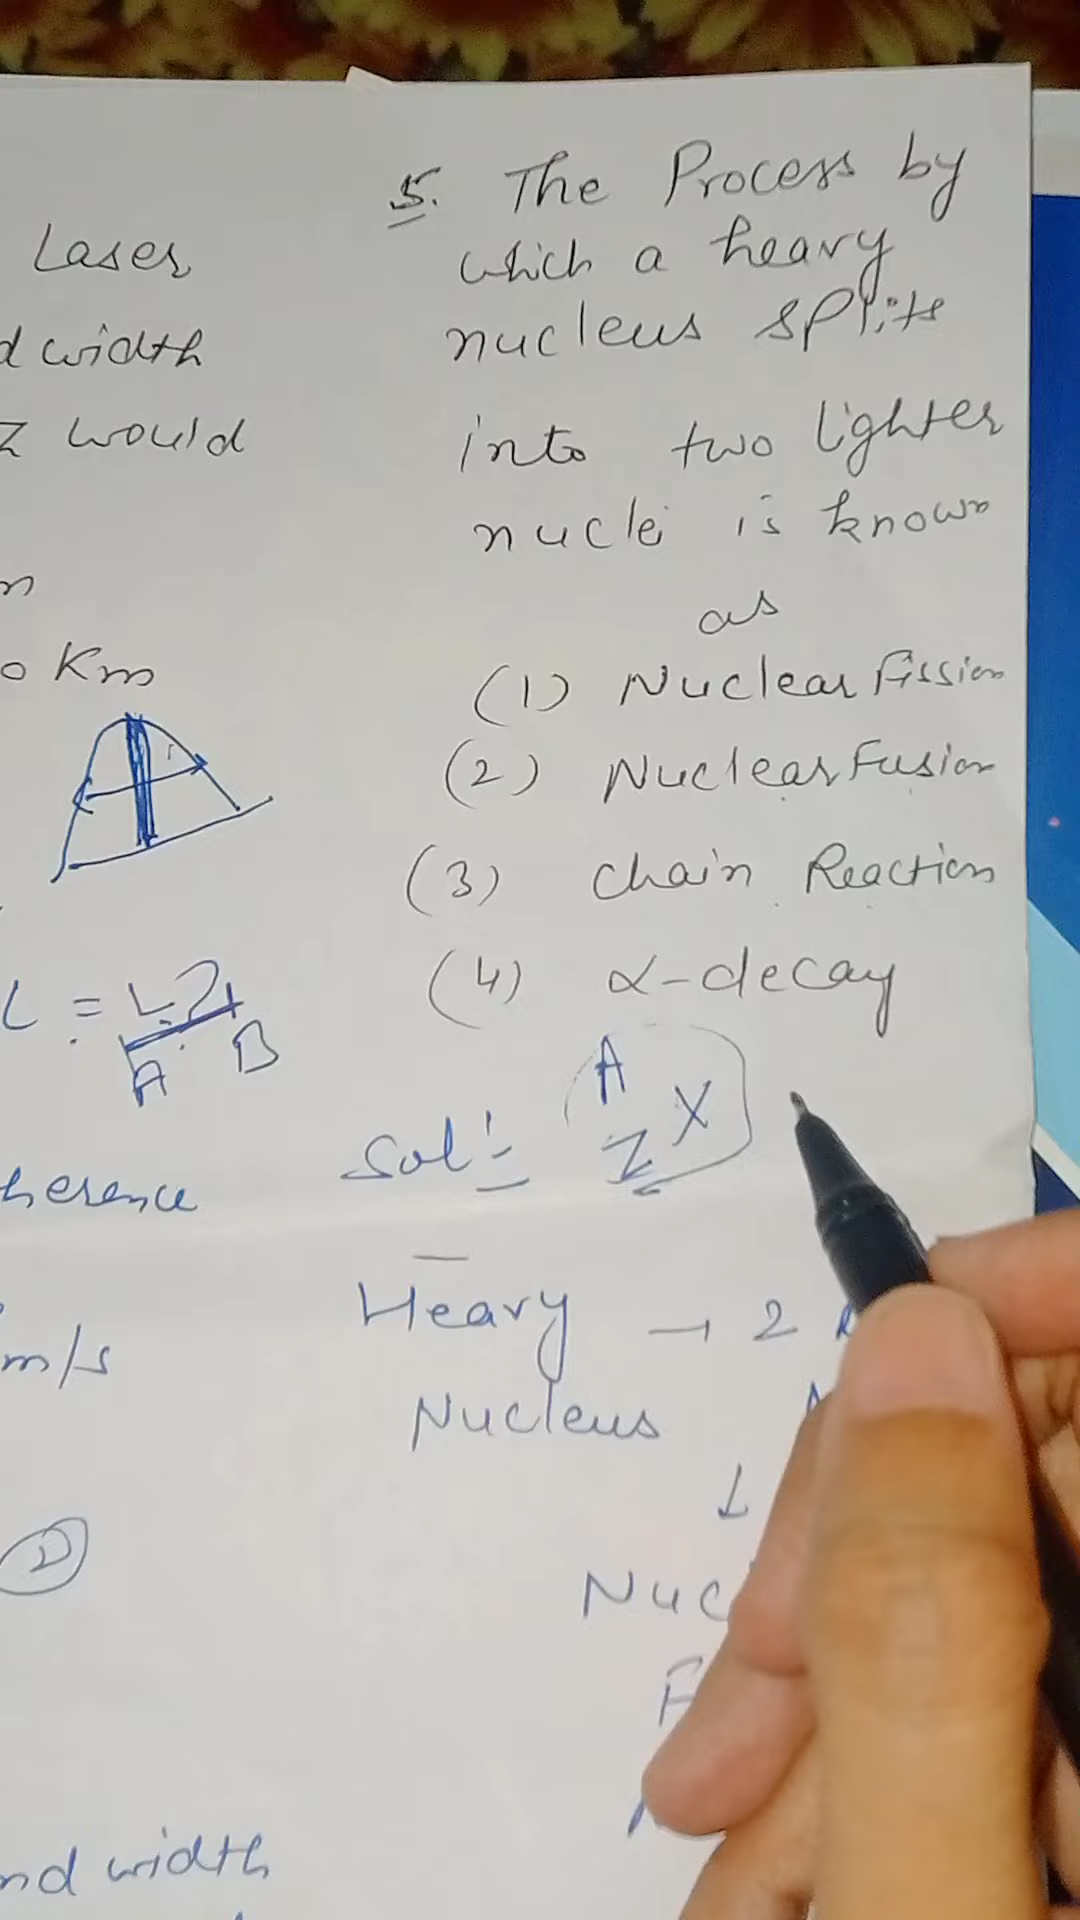 Laser
d width
Z would
m
0 Km
L = L?
A B
herence
m/s
2
nd width
5. The Process by
which a heavy
nucleus splits
into two lighter
nuclei is known
as
(1) Nuclear Fission
(2) Nuclear Fusion
(3) Chain Reaction
(4) α-decay
Sol:-
A
Z X
Heavy → 2
Nucleus
↓
Nuc
F